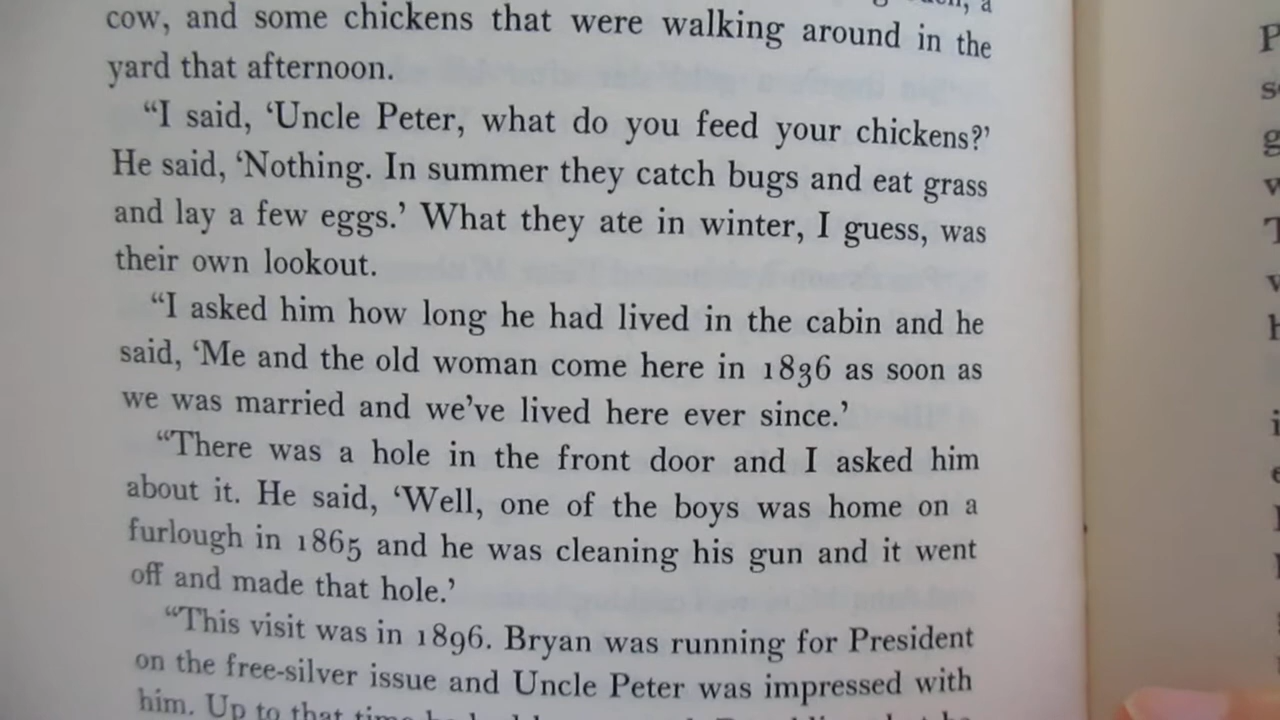 cow, and some chickens that were walking around in the
yard that afternoon.
“I said, ‘Uncle Peter, what do you feed your chickens?’
He said, ‘Nothing. In summer they catch bugs and eat grass
and lay a few eggs.’ What they ate in winter, I guess, was
their own lookout.
“I asked him how long he had lived in the cabin and he
said, ‘Me and the old woman come here in 1836 as soon as
we was married and we’ve lived here ever since.’
“There was a hole in the front door and I asked him
about it. He said, ‘Well, one of the boys was home on a
furlough in 1865 and he was cleaning his gun and it went
off and made that hole.’
“This visit was in 1896. Bryan was running for President
on the free-silver issue and Uncle Peter was impressed with
him. Up to that time